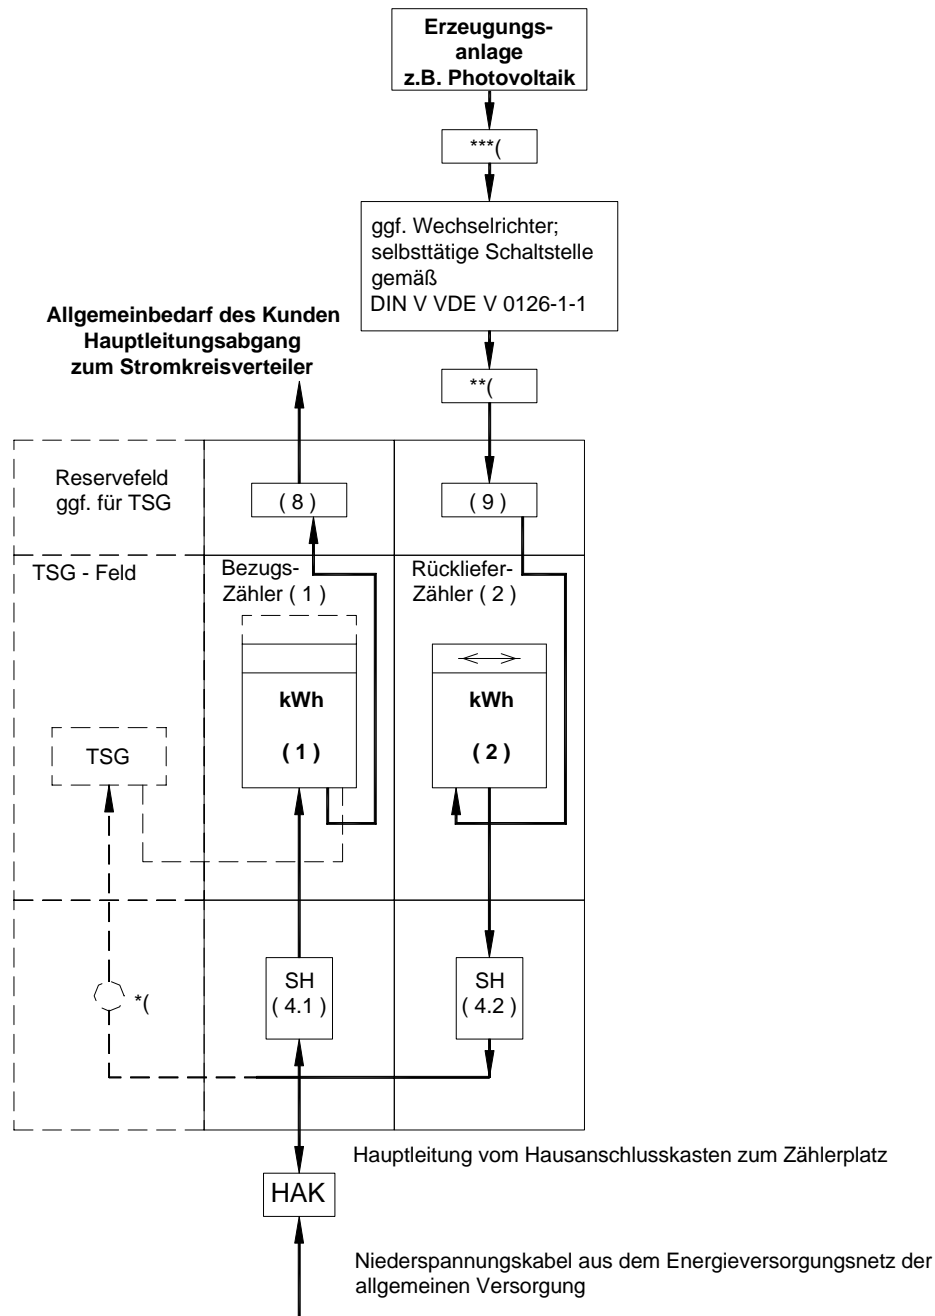 Erzeugungs-
anlage
z.B. Photovoltaik
***(
ggf. Wechselrichter;
selbsttätige Schaltstelle
gemäß
DIN V VDE V 0126-1-1
Allgemeinbedarf des Kunden
Hauptleitungsabgang
zum Stromkreisverteiler
**(
Reservefeld
ggf. für TSG
( 8 )
( 9 )
TSG - Feld
Bezugs-
Zähler ( 1 )
Rückliefer-
Zähler ( 2 )
kWh
( 1 )
kWh
( 2 )
TSG
*(
SH
( 4.1 )
SH
( 4.2 )
Hauptleitung vom Hausanschlusskasten zum Zählerplatz
HAK
Niederspannungskabel aus dem Energieversorgungsnetz der
allgemeinen Versorgung